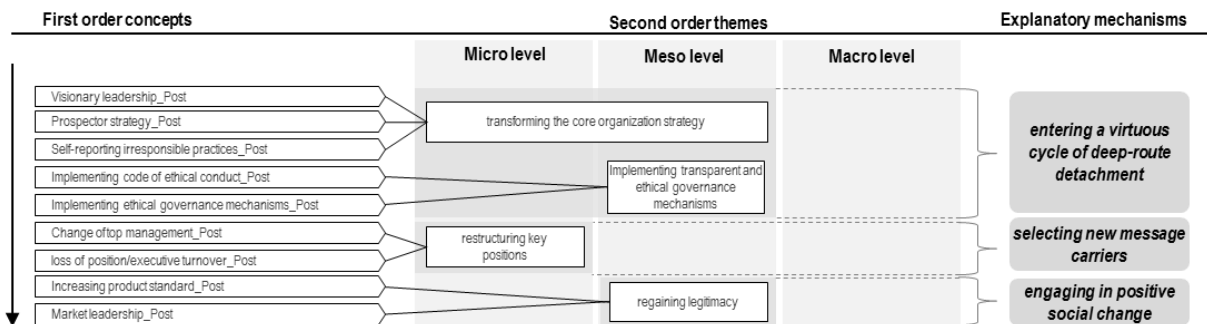 First order concepts
Second order themes
Explanatory mechanisms
Micro level
Meso level
Macro level
Visionary leadership_Post
Prospector strategy_Post
Self-reporting irresponsible practices_Post
Implementing code of ethical conduct_Post
Implementing ethical governance mechanisms_Post
Change of top management_Post
loss of position/executive turnover_Post
Increasing product standard_Post
Market leadership_Post
transforming the core organization strategy
Implementing transparent and
ethical governance
mechanisms
restructuring key
positions
regaining legitimacy
entering a virtuous
cycle of deep-route
detachment
selecting new message
carriers
engaging in positive
social change